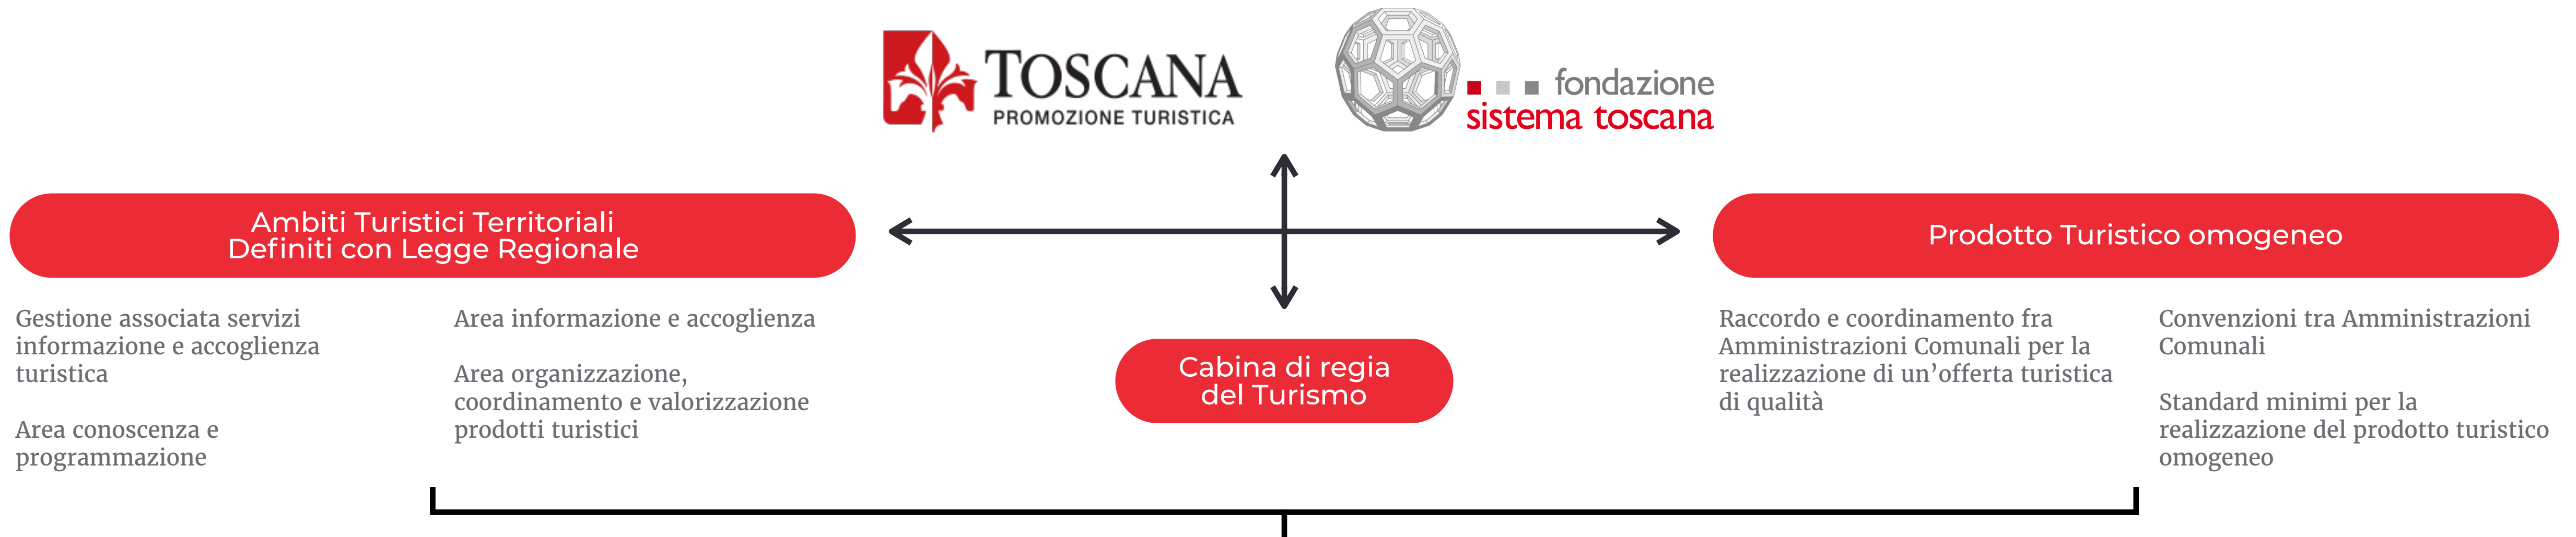 TOSCANA
PROMOZIONE TURISTICA
fondazione
sistema toscana
Ambiti Turistici Territoriali
Definiti con Legge Regionale
Gestione associata servizi
informazione e accoglienza
turistica
Area conoscenza e
programmazione
Area informazione e accoglienza
Area organizzazione,
coordinamento e valorizzazione
prodotti turistici
Cabina di regia
del Turismo
Prodotto Turistico omogeneo
Raccordo e coordinamento fra
Amministrazioni Comunali per la
realizzazione di un’offerta turistica
di qualità
Convenzioni tra Amministrazioni
Comunali
Standard minimi per la
realizzazione del prodotto turistico
omogeneo